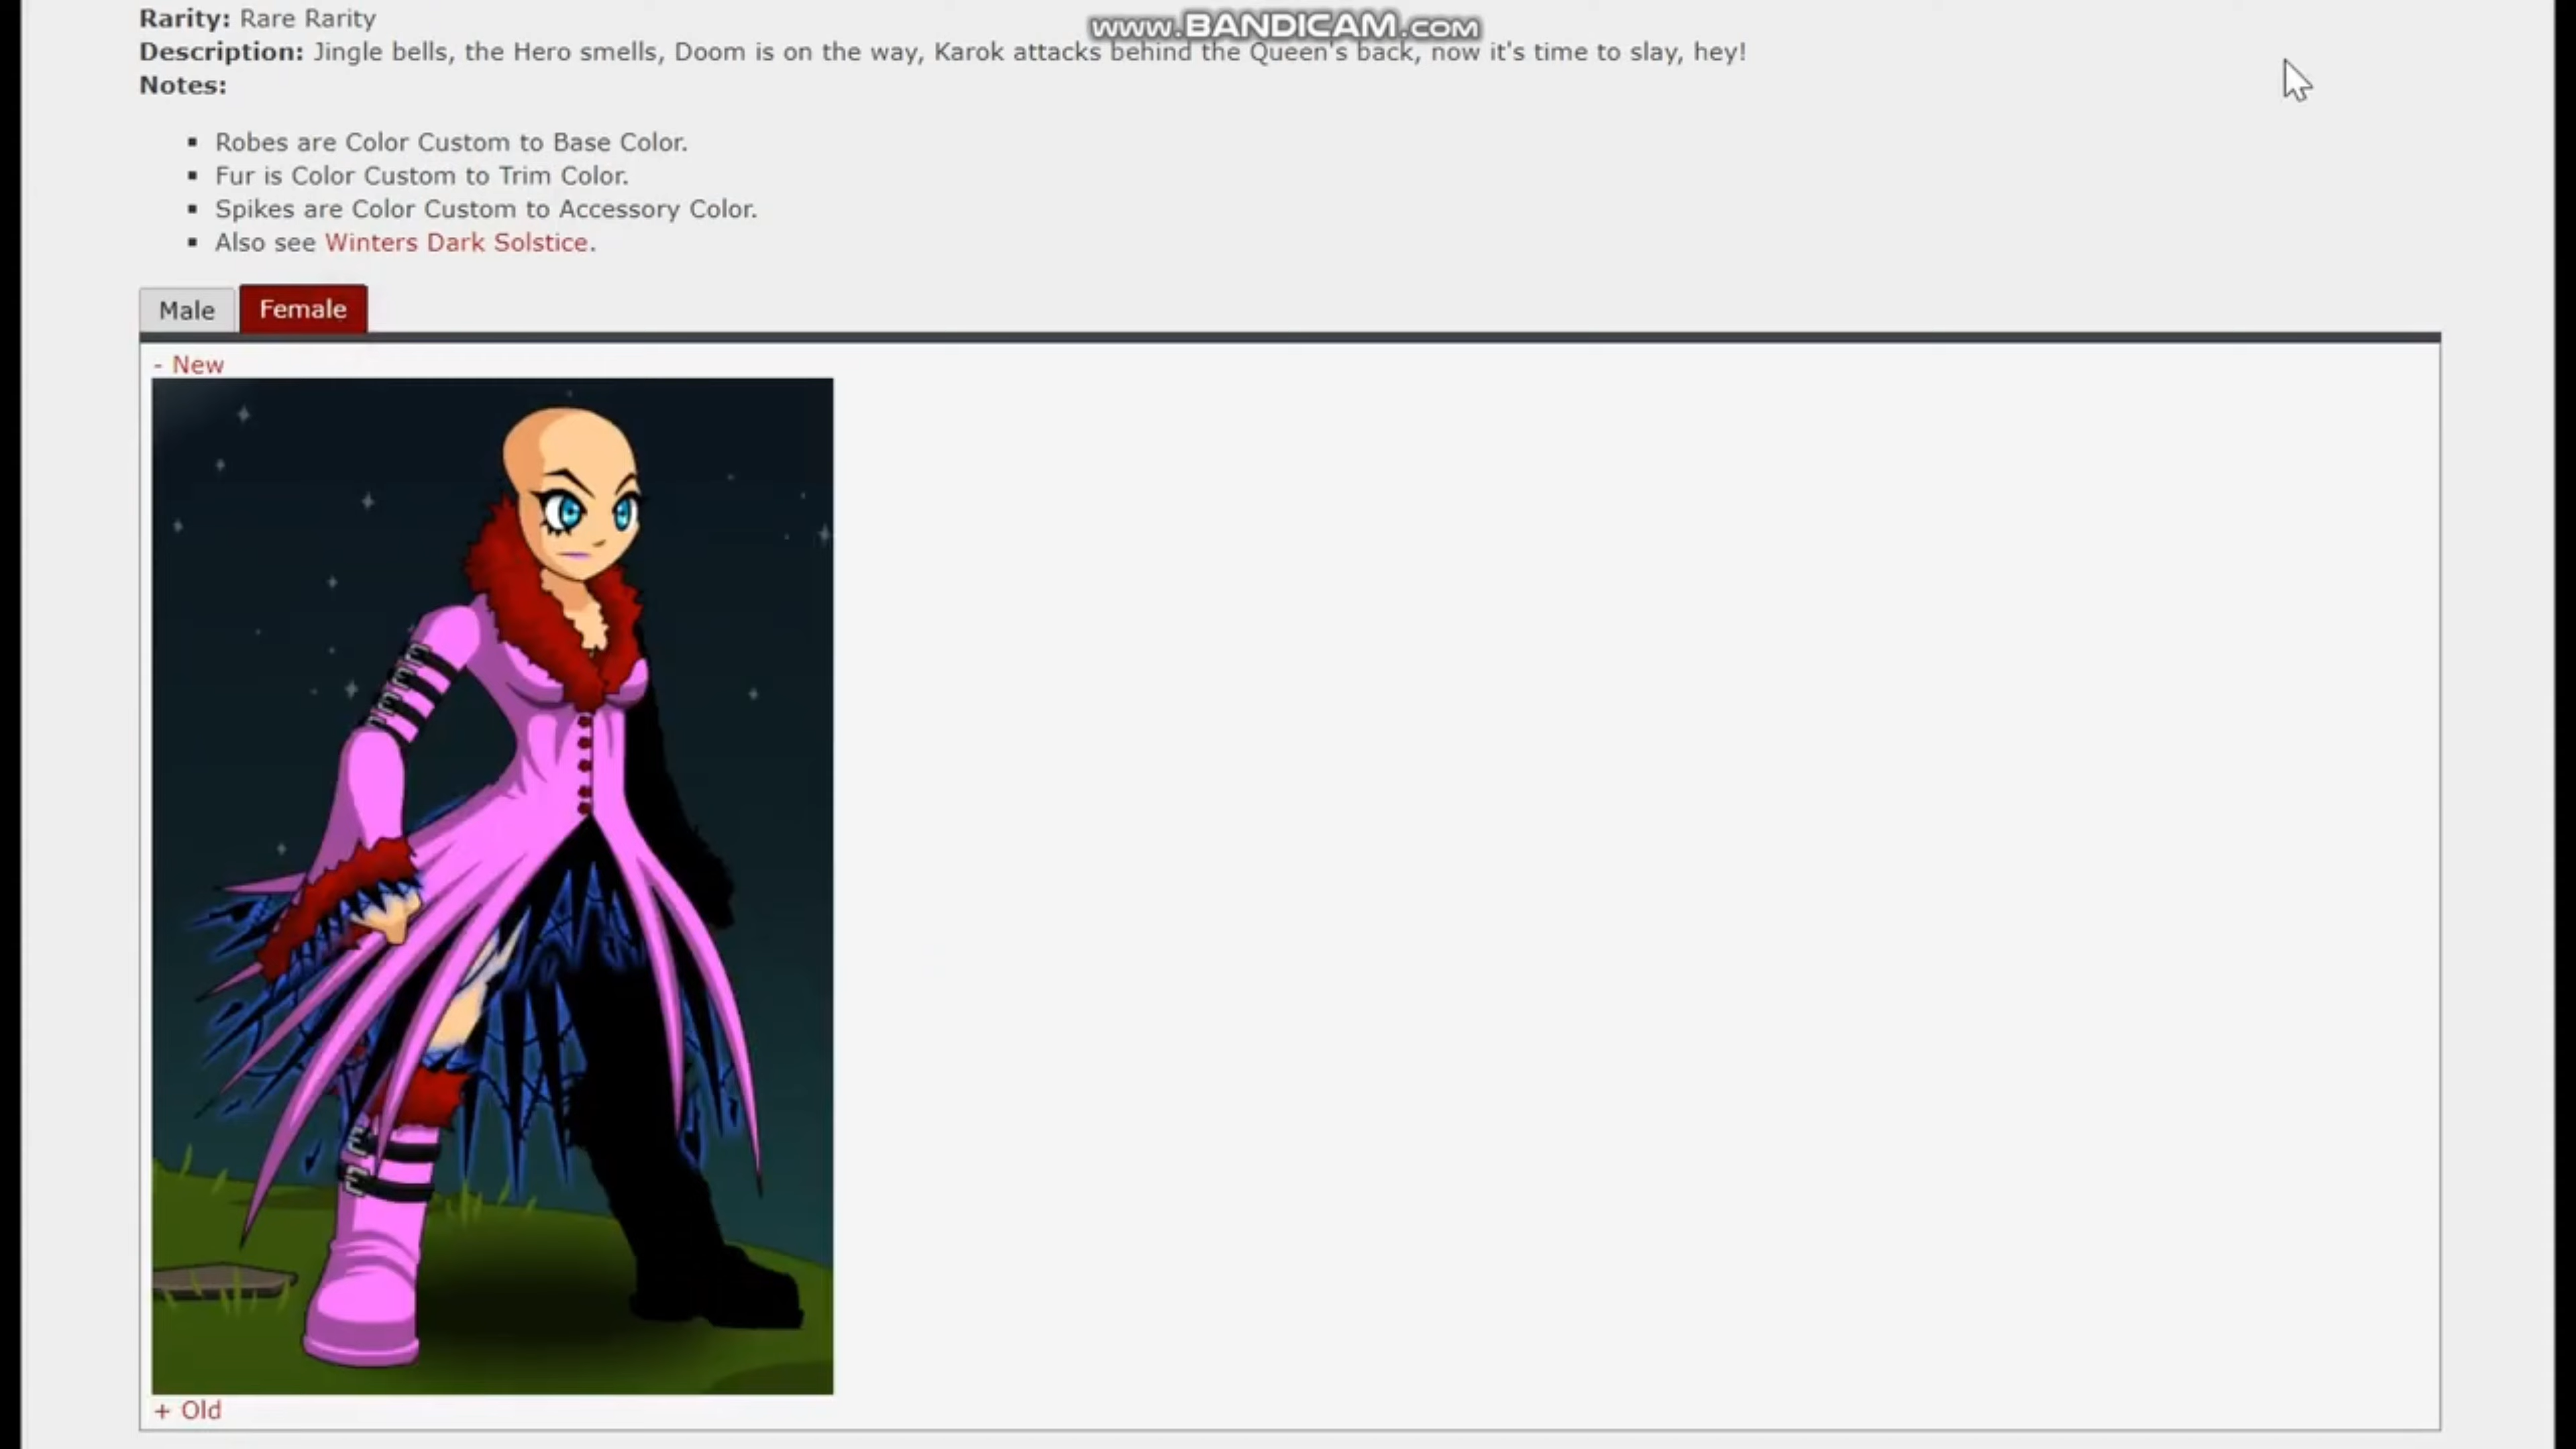 Rarity: Rare Rarity
www.BANDICAM.com
Description: Jingle bells, the Hero smells, Doom is on the way, Karok attacks behind the Queen's back, now it's time to slay, hey!
Notes:
Robes are Color Custom to Base Color.
Fur is Color Custom to Trim Color.
Spikes are Color Custom to Accessory Color.
Also see Winters Dark Solstice.
Male Female
- New
+ Old